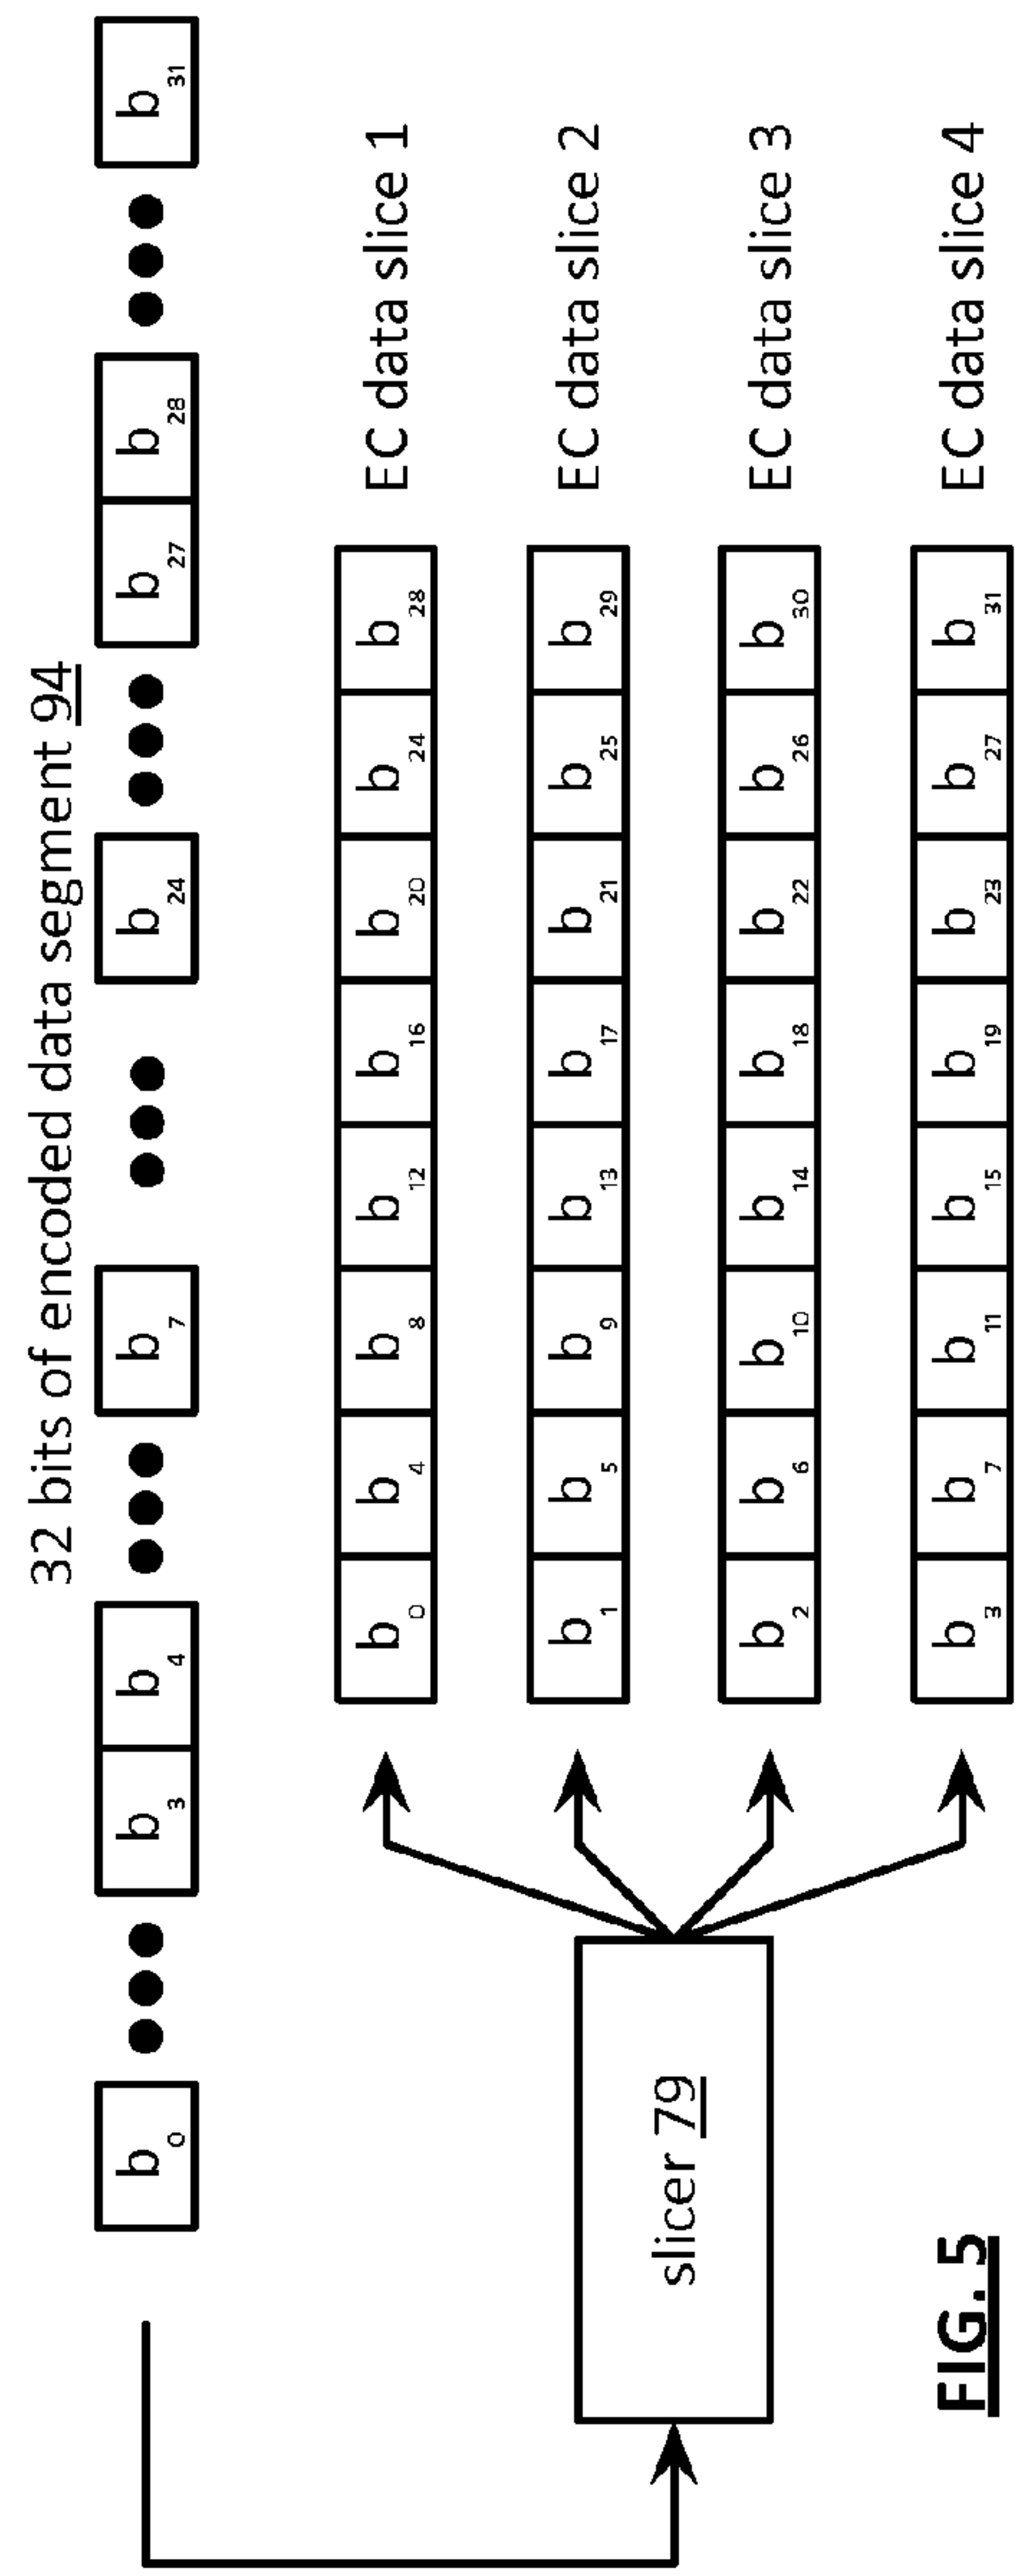 32 bits of encoded data segment 94
b0 ●●● b3 b4 ●●● b7 ●●● b24 ●●● b27 b28 ●●● b31
b0 b4 b8 b12 b16 b20 b24 b28 EC data slice 1
b1 b5 b9 b13 b17 b21 b25 b29 EC data slice 2
slicer 79
b2 b6 b10 b14 b18 b22 b26 b30 EC data slice 3
b3 b7 b11 b15 b19 b23 b27 b31 EC data slice 4
FIG. 5